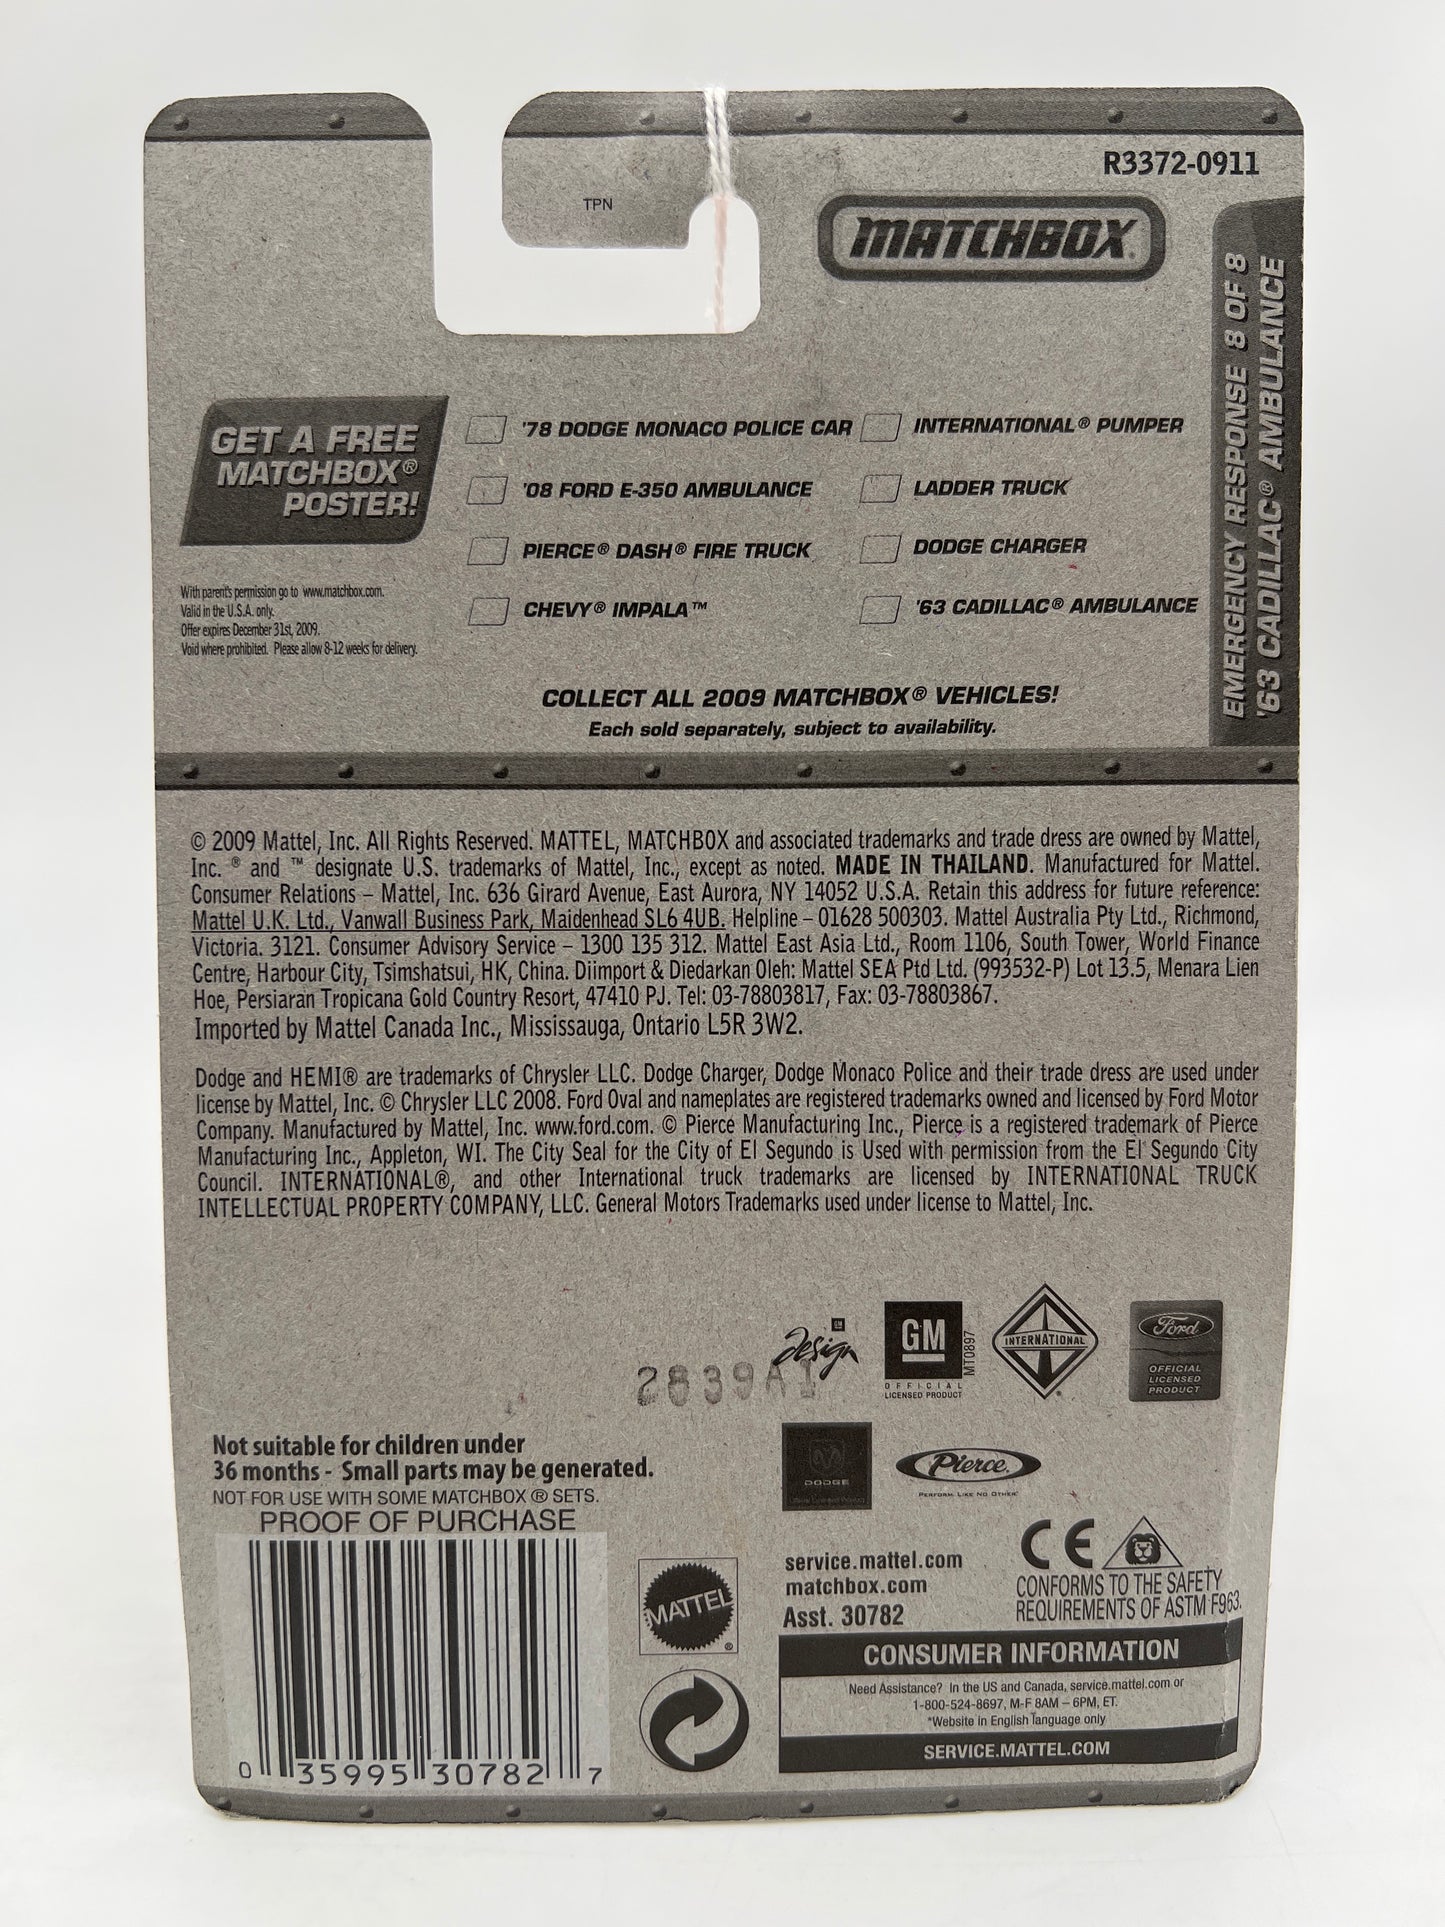 R3372-0911
TPN
MATCHBOX
EMERGENCY RESPONSE 8 OF 8
'63 CADILLAC® AMBULANCE
GET A FREE
MATCHBOX®
POSTER!
With parent's permission go to www.matchbox.com.
Valid in the U.S.A. only.
Offer expires December 31st, 2009.
Void where prohibited. Please allow 8-12 weeks for delivery.
'78 DODGE MONACO POLICE CAR
'08 FORD E-350 AMBULANCE
PIERCE® DASH® FIRE TRUCK
CHEVY® IMPALA™
INTERNATIONAL® PUMPER
LADDER TRUCK
DODGE CHARGER
'63 CADILLAC® AMBULANCE
COLLECT ALL 2009 MATCHBOX® VEHICLES!
Each sold separately, subject to availability.
© 2009 Mattel, Inc. All Rights Reserved. MATTEL, MATCHBOX and associated trademarks and trade dress are owned by Mattel,
Inc. ® and ™ designate U.S. trademarks of Mattel, Inc., except as noted. MADE IN THAILAND. Manufactured for Mattel.
Consumer Relations – Mattel, Inc. 636 Girard Avenue, East Aurora, NY 14052 U.S.A. Retain this address for future reference:
Mattel U.K. Ltd., Vanwall Business Park, Maidenhead SL6 4UB. Helpline – 01628 500303. Mattel Australia Pty Ltd., Richmond,
Victoria. 3121. Consumer Advisory Service – 1300 135 312. Mattel East Asia Ltd., Room 1106, South Tower, World Finance
Centre, Harbour City, Tsimshatsui, HK, China. Diimport & Diedarkan Oleh: Mattel SEA Ptd Ltd. (993532-P) Lot 13.5, Menara Lien
Hoe, Persiaran Tropicana Gold Country Resort, 47410 PJ. Tel: 03-78803817, Fax: 03-78803867.
Imported by Mattel Canada Inc., Mississauga, Ontario L5R 3W2.
Dodge and HEMI® are trademarks of Chrysler LLC. Dodge Charger, Dodge Monaco Police and their trade dress are used under
license by Mattel, Inc. © Chrysler LLC 2008. Ford Oval and nameplates are registered trademarks owned and licensed by Ford Motor
Company. Manufactured by Mattel, Inc. www.ford.com. © Pierce Manufacturing Inc., Pierce is a registered trademark of Pierce
Manufacturing Inc., Appleton, WI. The City Seal for the City of El Segundo is Used with permission from the El Segundo City
Council. INTERNATIONAL®, and other International truck trademarks are licensed by INTERNATIONAL TRUCK
INTELLECTUAL PROPERTY COMPANY, LLC. General Motors Trademarks used under license to Mattel, Inc.
GM
Design
GM
OFFICIAL
LICENSED PRODUCT
MT0897
INTERNATIONAL
Ford
OFFICIAL
LICENSED
PRODUCT
2839A1
DODGE
Pierce
PERFORM. LIKE NO OTHER.
Not suitable for children under
36 months - Small parts may be generated.
NOT FOR USE WITH SOME MATCHBOX ® SETS.
PROOF OF PURCHASE
0 35995 30782 7
MATTEL
®
service.mattel.com
matchbox.com
Asst. 30782
CE
CONFORMS TO THE SAFETY
REQUIREMENTS OF ASTM F963.
CONSUMER INFORMATION
Need Assistance? In the US and Canada, service.mattel.com or
1-800-524-8697, M-F 8AM – 6PM, ET.
*Website in English language only
SERVICE.MATTEL.COM